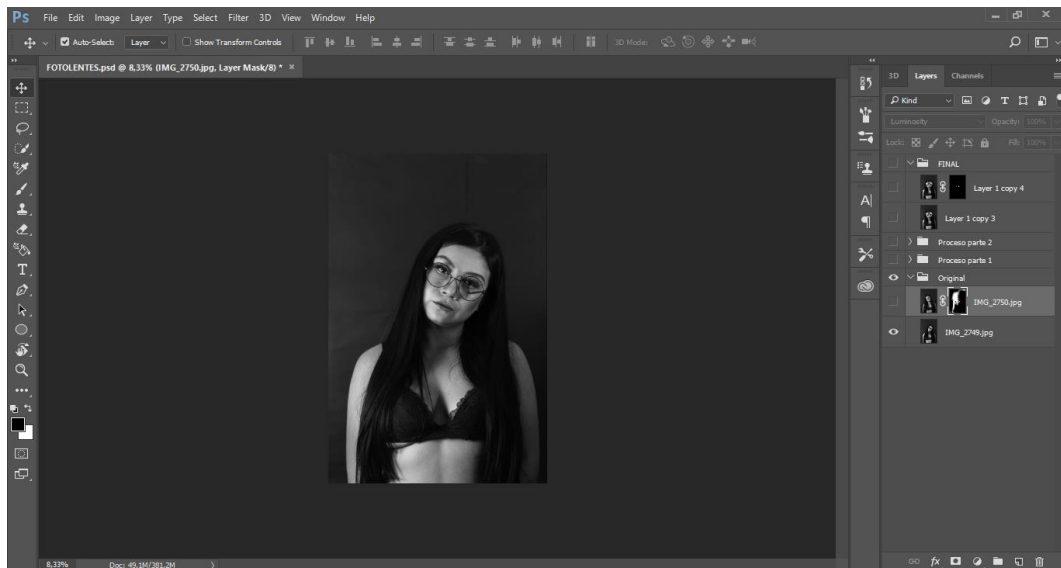 Ps File Edit Image Layer Type Select Filter 3D View Window Help
Auto-Select: Layer Show Transform Controls 3D Mode:
FOTOLENTES.psd @ 8,33% (IMG_2750.jpg, Layer Mask/8) * ×
3D Layers Channels
Kind
Luminosity Opacity: 100%
Lock: Fill: 100%
FINAL
Layer 1 copy 4
Layer 1 copy 3
Proceso parte 2
Proceso parte 1
Original
IMG_2750.jpg
IMG_2749.jpg
8,33% Doc: 49,1M/381,2M